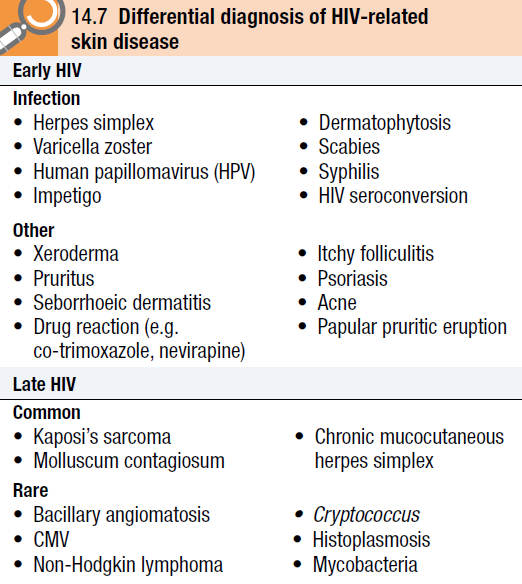 14.7 Differential diagnosis of HIV-related
skin disease
Early HIV
Infection
• Herpes simplex
• Varicella zoster
• Human papillomavirus (HPV)
• Impetigo
• Dermatophytosis
• Scabies
• Syphilis
• HIV seroconversion
Other
• Xeroderma
• Pruritus
• Seborrhoeic dermatitis
• Drug reaction (e.g.
co-trimoxazole, nevirapine)
• Itchy folliculitis
• Psoriasis
• Acne
• Papular pruritic eruption
Late HIV
Common
• Kaposi's sarcoma
• Molluscum contagiosum
• Chronic mucocutaneous
herpes simplex
Rare
• Bacillary angiomatosis
• CMV
• Non-Hodgkin lymphoma
• Cryptococcus
• Histoplasmosis
• Mycobacteria